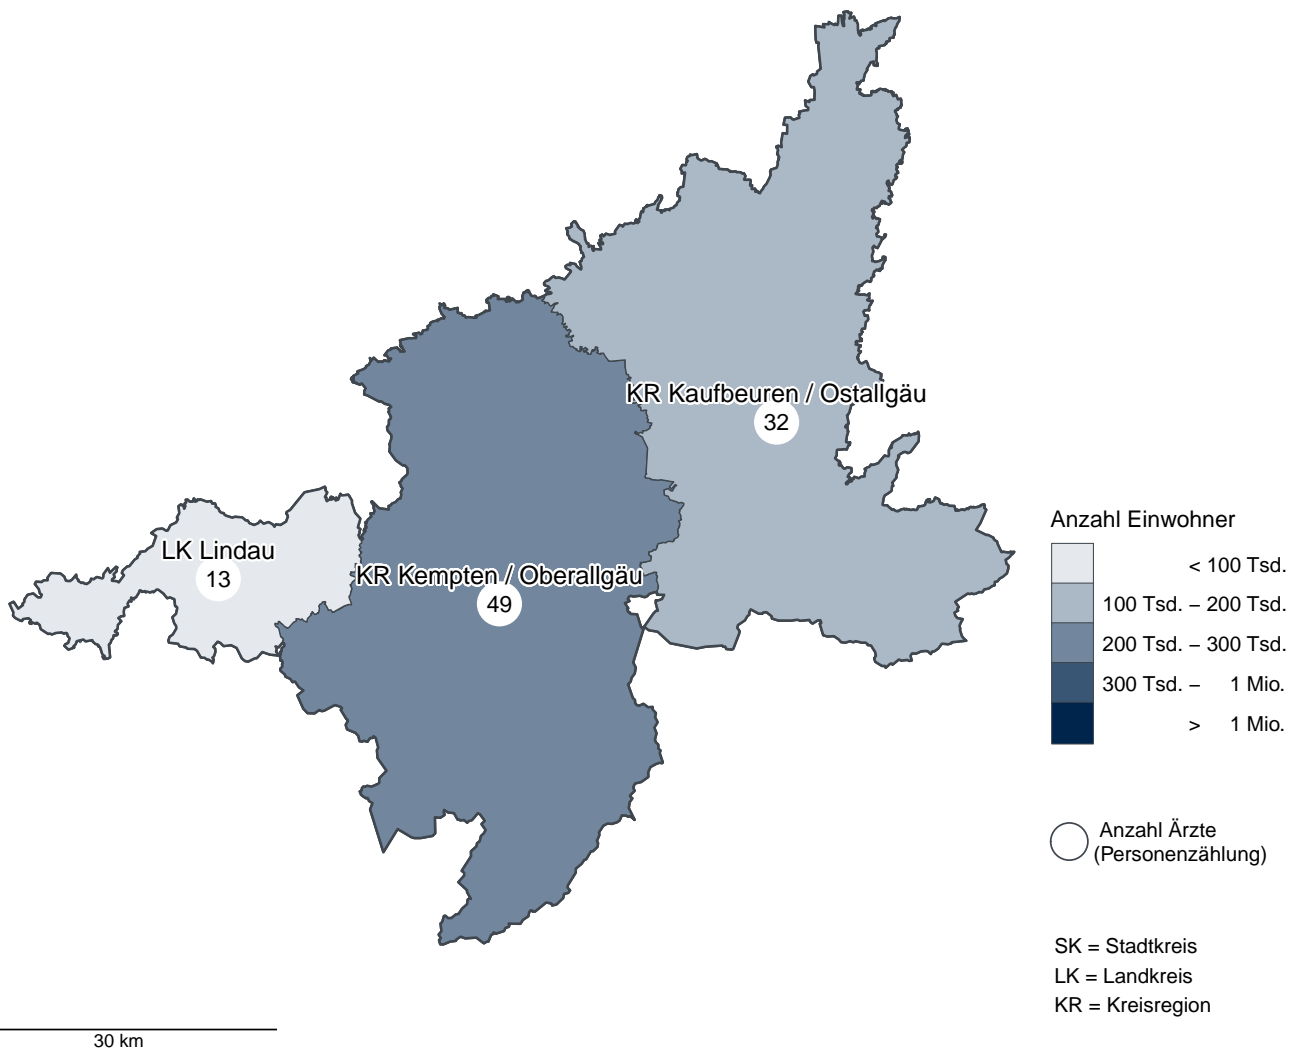 KR Kaufbeuren / Ostallgäu
32
LK Lindau
13
KR Kempten / Oberallgäu
49
Anzahl Einwohner
< 100 Tsd.
100 Tsd. – 200 Tsd.
200 Tsd. – 300 Tsd.
300 Tsd. – 1 Mio.
> 1 Mio.
Anzahl Ärzte
(Personenzählung)
SK = Stadtkreis
LK = Landkreis
KR = Kreisregion
30 km